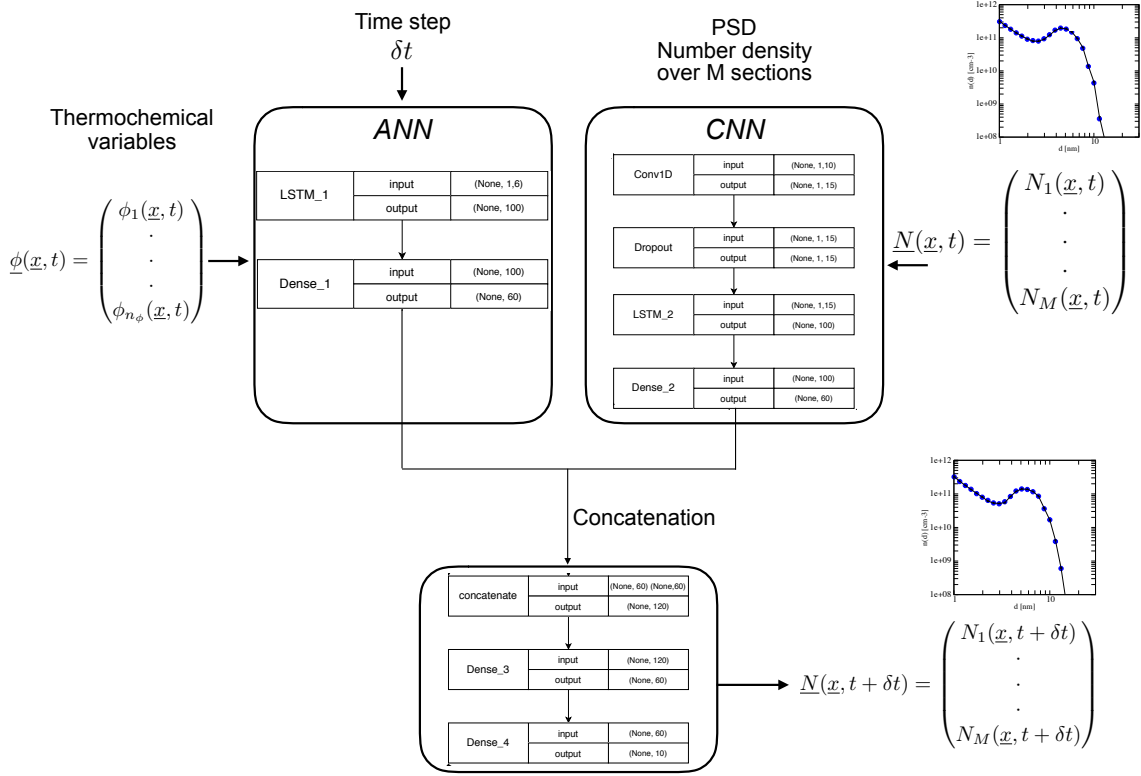 Time step
δt
PSD
Number density
over M sections
Thermochemical
variables
ϕ(x, t) =
ϕ1(x, t)
.
.
.
ϕnϕ(x, t)
ANN
LSTM_1
input
(None, 1,6)
output
(None, 100)
Dense_1
input
(None, 100)
output
(None, 60)
CNN
Conv1D
input
(None, 1,10)
output
(None, 1, 15)
Dropout
input
(None, 1, 15)
output
(None, 1, 15)
LSTM_2
input
(None, 1,15)
output
(None, 100)
Dense_2
input
(None, 100)
output
(None, 60)
1e+12
1e+11
1e+10
1e+09
1e+08
n(d) [cm-3]
1
10
d [nm]
N(x, t) =
N1(x, t)
.
.
.
NM(x, t)
Concatenation
concatenate
input
(None, 60) (None,60)
output
(None, 120)
Dense_3
input
(None, 120)
output
(None, 60)
Dense_4
input
(None, 60)
output
(None, 10)
1e+12
1e+11
1e+10
1e+09
1e+08
n(d) [cm-3]
1
10
d [nm]
N(x, t + δt) =
N1(x, t + δt)
.
.
.
NM(x, t + δt)